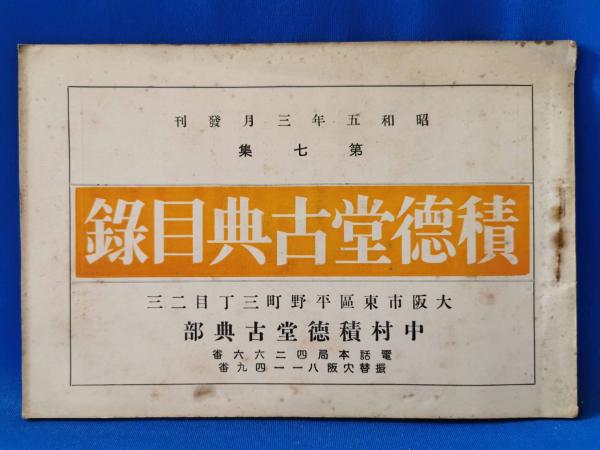 昭和五年三月發刊
第七集
積德堂古典目錄
大阪市東區平野町三丁目二三
中村積德堂古典部
電話本局四二六六番
振替大阪八一一四九番